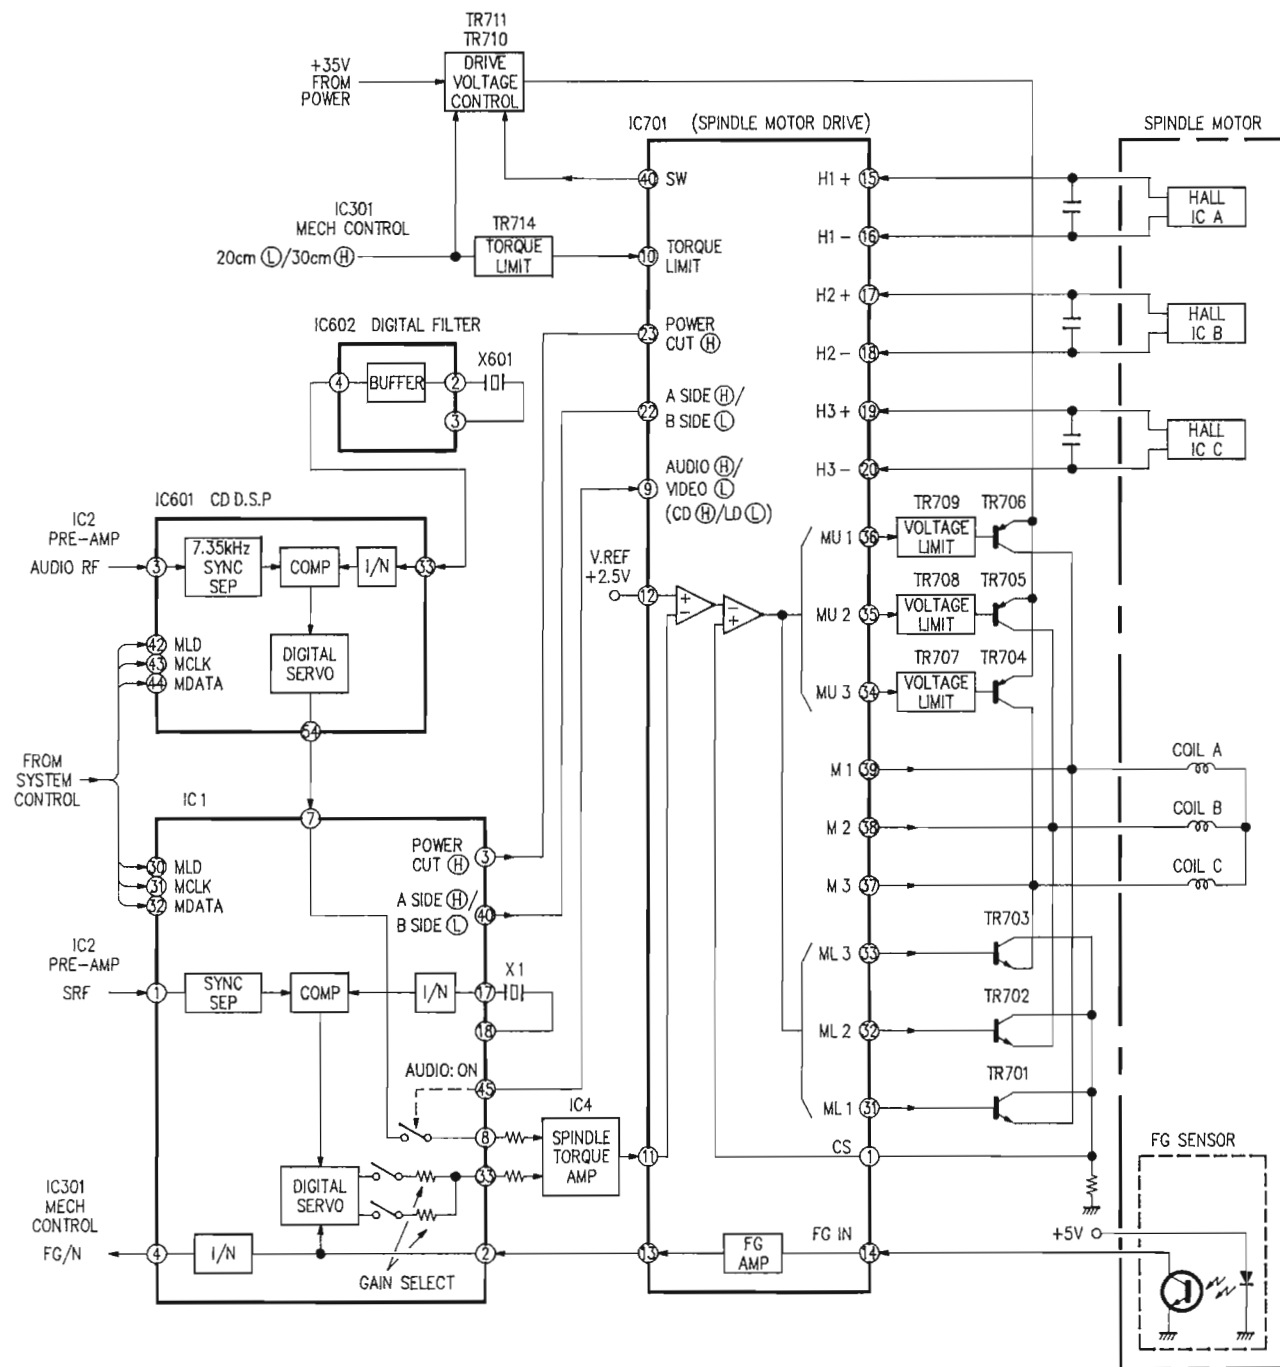 TR711
TR710
DRIVE
VOLTAGE
CONTROL
+35V
FROM
POWER
IC701 (SPINDLE MOTOR DRIVE)
SPINDLE MOTOR
40 SW
H1 + 15
HALL
IC A
H1 - 16
IC301
MECH CONTROL
20cm Ⓛ/30cm Ⓗ
TR714
TORQUE
LIMIT
10 TORQUE
LIMIT
H2 + 17
HALL
IC B
H2 - 18
IC602 DIGITAL FILTER
23 POWER
CUT Ⓗ
X601
4 BUFFER 2
3
22 A SIDE Ⓗ/
B SIDE Ⓛ
H3 + 19
HALL
IC C
H3 - 20
9 AUDIO Ⓗ/
VIDEO Ⓛ
(CD Ⓗ/LD Ⓛ)
IC601 CD D.S.P
IC2
PRE-AMP
AUDIO RF
3
7.35kHz
SYNC
SEP
COMP
1/N
33
V.REF
+2.5V
12
+
-
-
+
MU 1 36
TR709
VOLTAGE
LIMIT
TR706
MU 2 35
TR708
VOLTAGE
LIMIT
TR705
MU 3 34
TR707
VOLTAGE
LIMIT
TR704
42 MLD
43 MCLK
44 MDATA
DIGITAL
SERVO
54
FROM
SYSTEM
CONTROL
M 1 39
COIL A
M 2 38
COIL B
M 3 37
COIL C
IC 1
7
30 MLD
31 MCLK
32 MDATA
POWER
CUT Ⓗ
3
A SIDE Ⓗ/
B SIDE Ⓛ
40
IC2
PRE-AMP
SRF
1
SYNC
SEP
COMP
1/N
17
X1
18
ML 3 33
TR703
ML 2 32
TR702
ML 1 31
TR701
AUDIO: ON
45
8
33
IC4
SPINDLE
TORQUE
AMP
11
CS 1
DIGITAL
SERVO
IC301
MECH
CONTROL
FG/N
4
1/N
2
GAIN SELECT
13
FG
AMP
FG IN
14
FG SENSOR
+5V